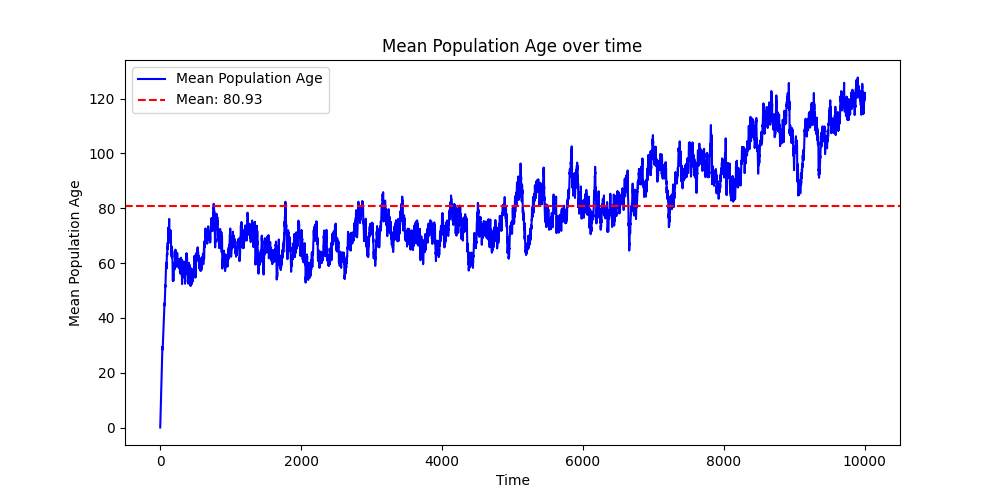 Mean Population Age over time
Mean Population Age
Mean: 80.93
Mean Population Age
120
100
80
60
40
20
0
0 2000 4000 6000 8000 10000
Time